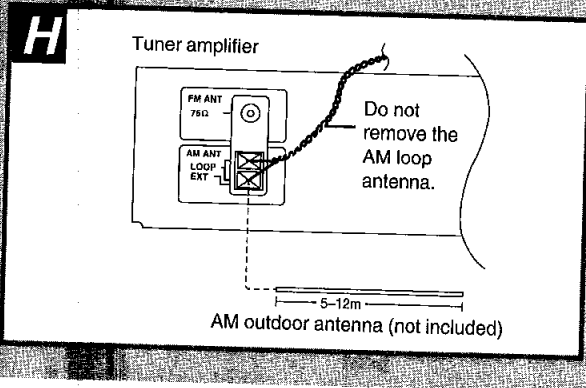 H
Tuner amplifier
FM ANT
75Ω
AM ANT
LOOP
EXT
Do not
remove the
AM loop
antenna.
5–12m
AM outdoor antenna (not included)